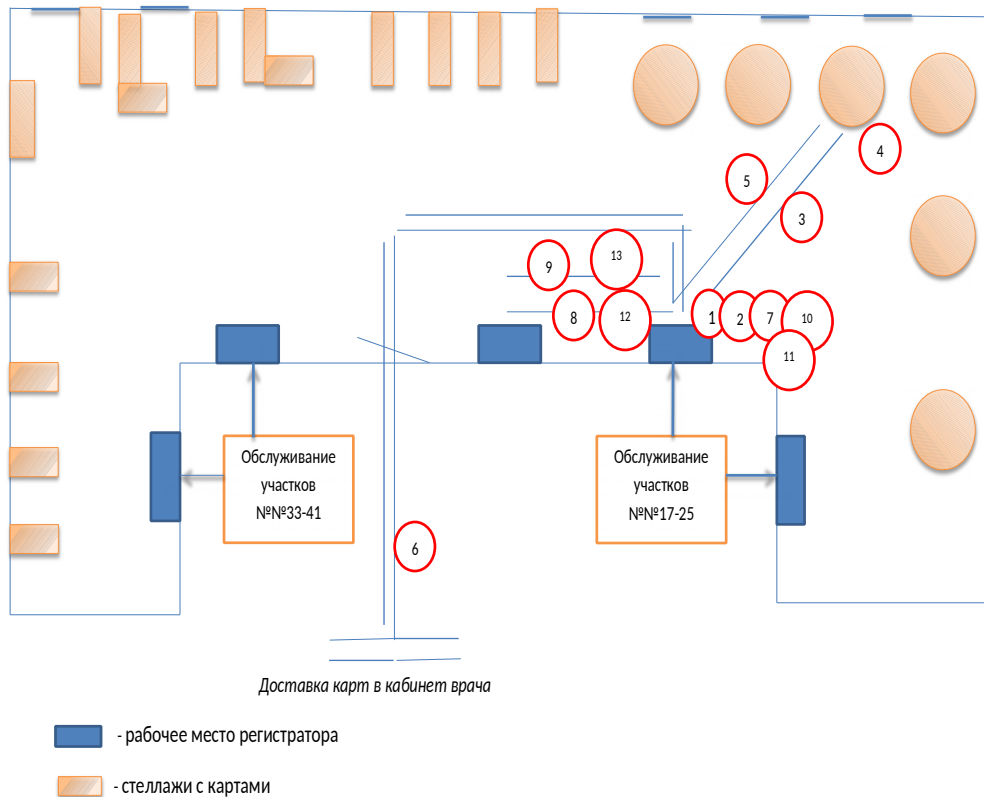 4
5
3
9
13
8
12
1
2
7
10
11
Обслуживание
участков
№№33-41
Обслуживание
участков
№№17-25
6
Доставка карт в кабинет врача
- рабочее место регистратора
- стеллажи с картами